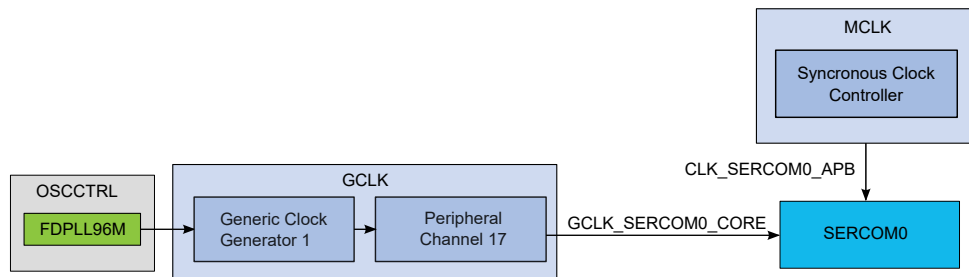 MCLK
Syncronous Clock
Controller
CLK_SERCOM0_APB
OSCCTRL
FDPLL96M
GCLK
Generic Clock
Generator 1
Peripheral
Channel 17
GCLK_SERCOM0_CORE
SERCOM0